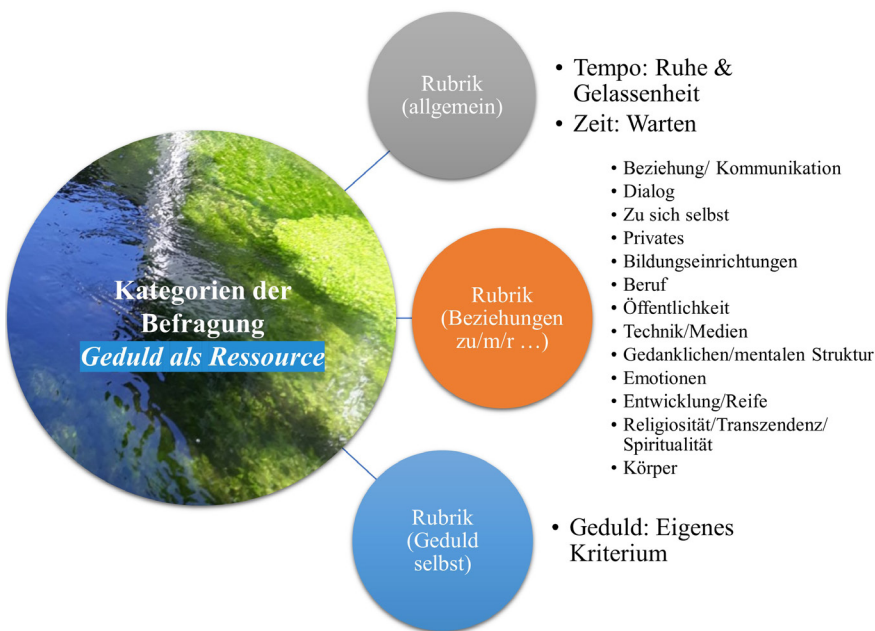 Kategorien der
Befragung
Geduld als Ressource
Rubrik
(allgemein)
• Tempo: Ruhe &
Gelassenheit
• Zeit: Warten
Rubrik
(Beziehungen
zu/m/r …)
• Beziehung/ Kommunikation
• Dialog
• Zu sich selbst
• Privates
• Bildungseinrichtungen
• Beruf
• Öffentlichkeit
• Technik/Medien
• Gedanklichen/mentalen Struktur
• Emotionen
• Entwicklung/Reife
• Religiosität/Transzendenz/
Spiritualität
• Körper
Rubrik
(Geduld
selbst)
• Geduld: Eigenes
Kriterium